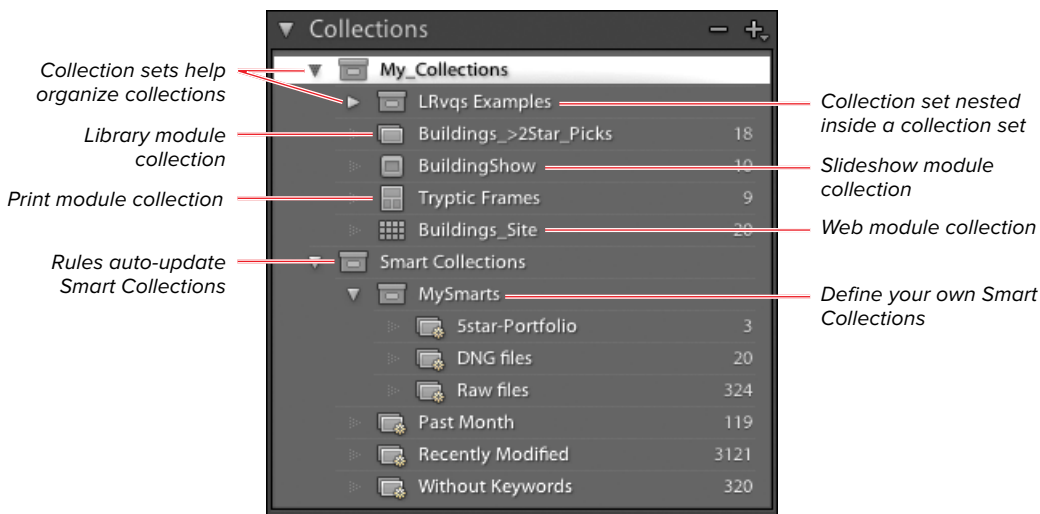 Collections
My_Collections
Collection sets help
organize collections
LRvqs Examples
Collection set nested
inside a collection set
Library module
collection
Buildings_>2Star_Picks 18
BuildingShow 10
Slideshow module
collection
Print module collection
Tryptic Frames 9
Buildings_Site 20
Web module collection
Rules auto-update
Smart Collections
Smart Collections
MySmarts
Define your own Smart
Collections
5star-Portfolio 3
DNG files 20
Raw files 324
Past Month 119
Recently Modified 3121
Without Keywords 320